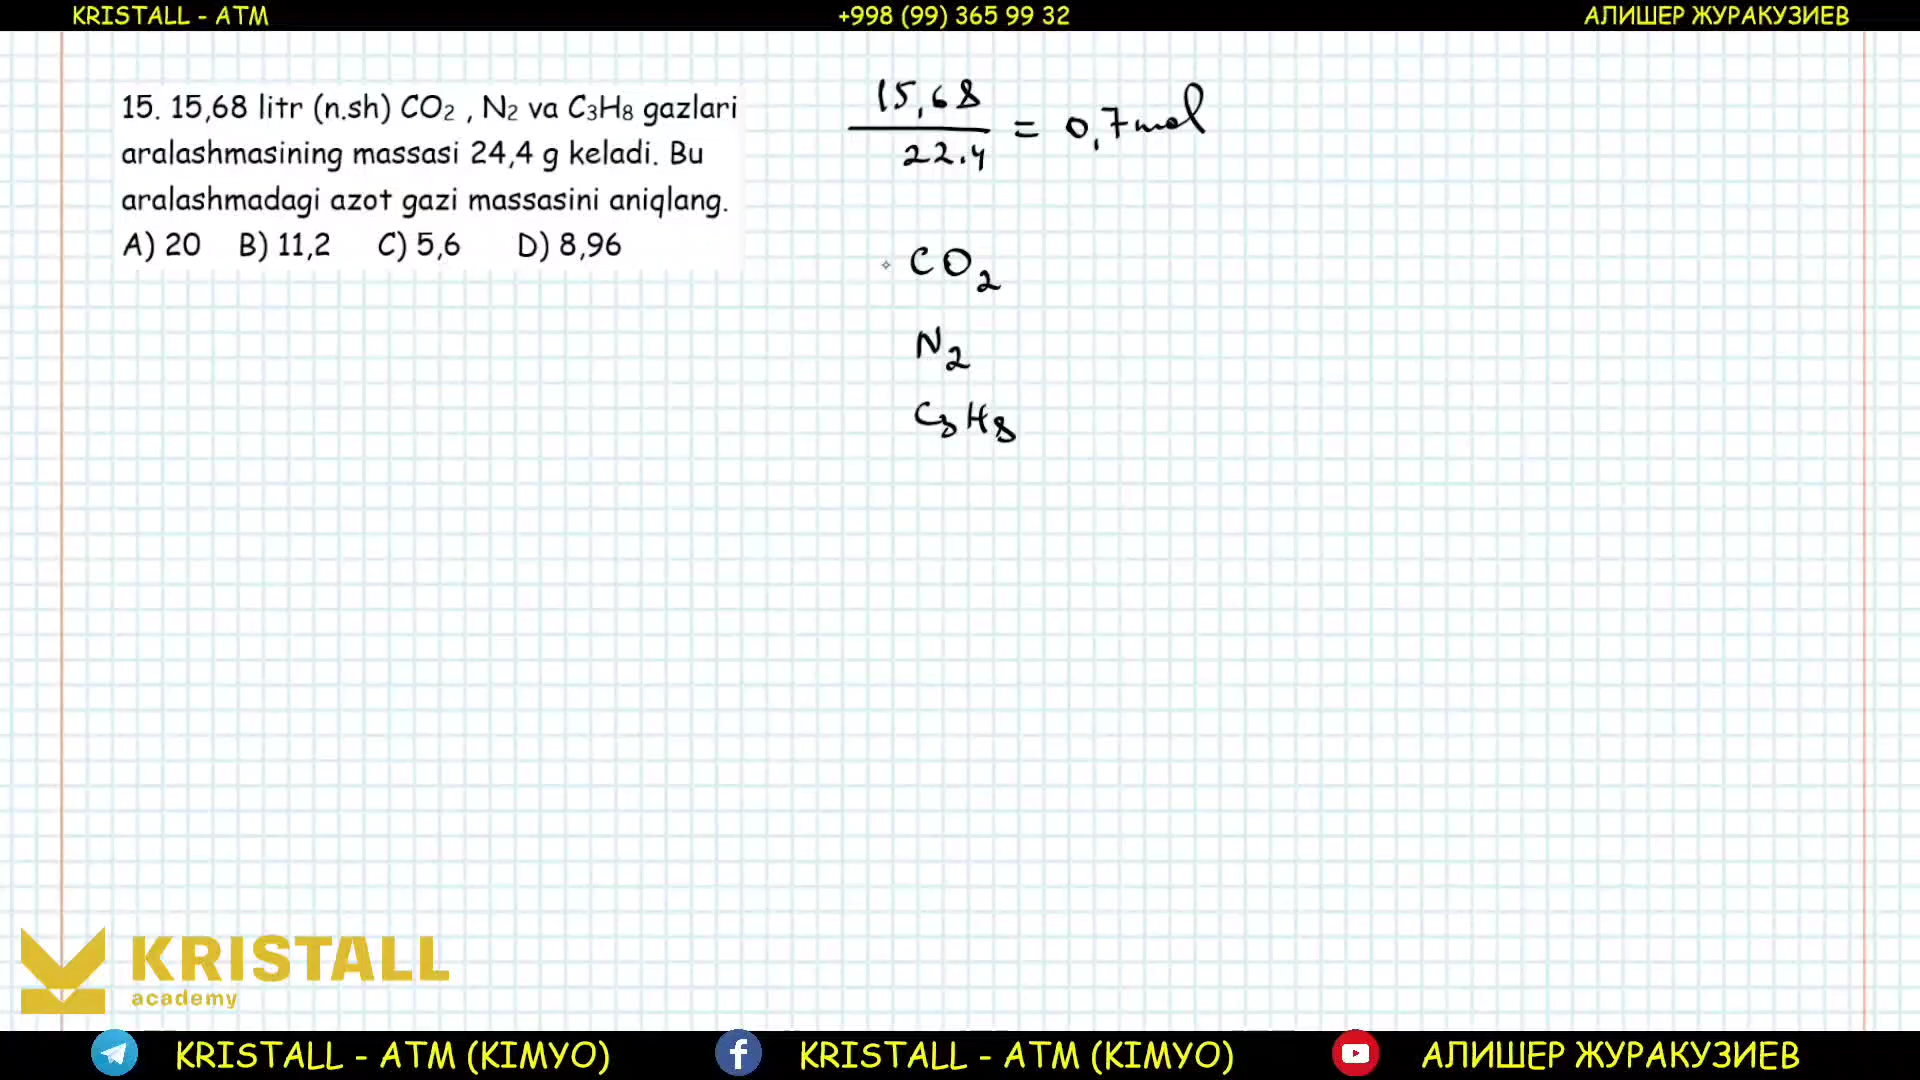 KRISTALL - ATM
+998 (99) 365 99 32
АЛИШЕР ЖУРАКУЗИЕВ
15. 15,68 litr (n.sh) CO₂ , N₂ va C₃H₈ gazlari
aralashmasining massasi 24,4 g keladi. Bu
aralashmadagi azot gazi massasini aniqlang.
A) 20 B) 11,2 C) 5,6 D) 8,96
15,68
22.4
= 0,7 mol
CO₂
N₂
C₃H₈
KRISTALL
academy
KRISTALL - ATM (KIMYO)
KRISTALL - ATM (KIMYO)
АЛИШЕР ЖУРАКУЗИЕВ